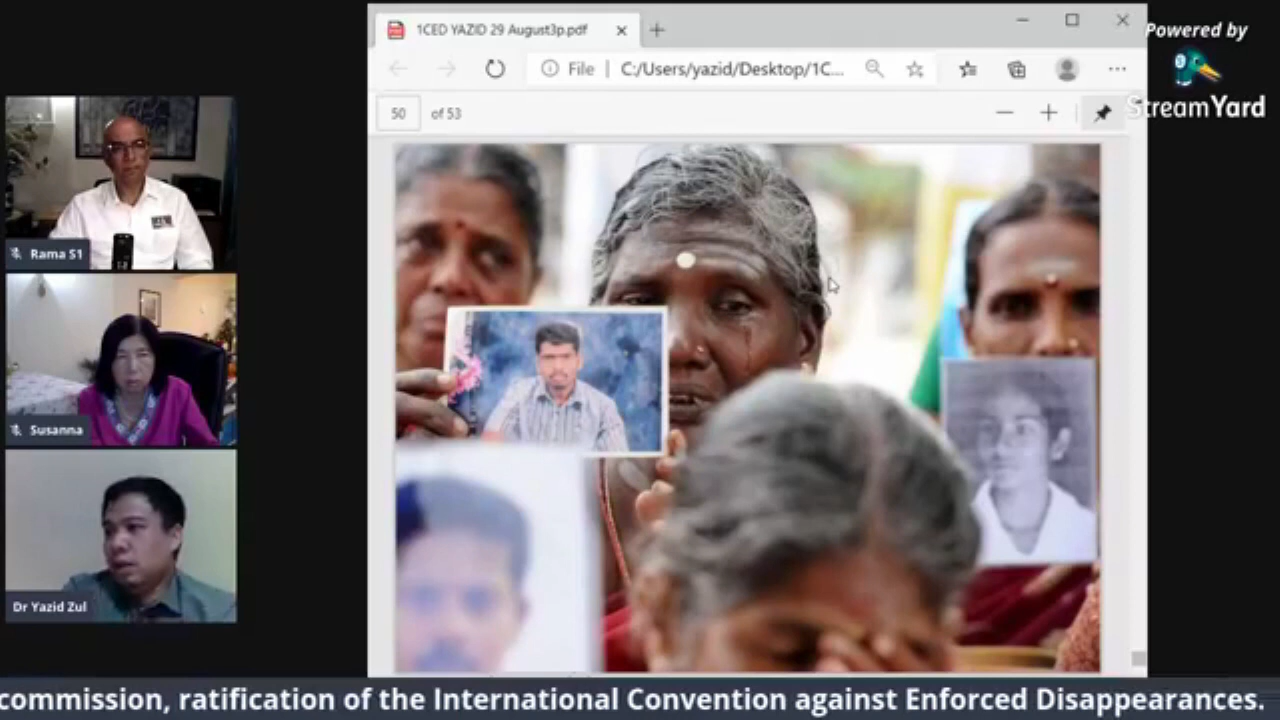 1CED YAZID 29 August3p.pdf
Powered by
StreamYard
File
C:/Users/yazid/Desktop/1C...
50 of 53
Rama S1
Susanna
Dr Yazid Zul
commission, ratification of the International Convention against Enforced Disappearances.